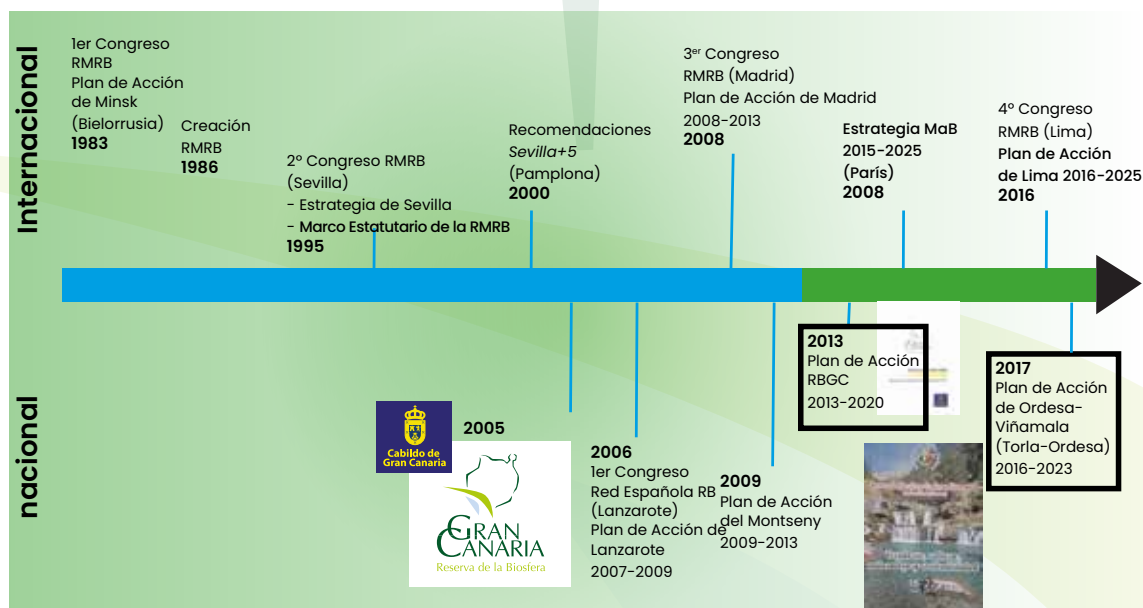 Internacional
1er Congreso
RMRB
Plan de Acción
de Minsk
(Bielorrusia)
1983
Creación
RMRB
1986
2º Congreso RMRB
(Sevilla)
- Estrategia de Sevilla
- Marco Estatutario de la RMRB
1995
Recomendaciones
Sevilla+5
(Pamplona)
2000
3er Congreso
RMRB (Madrid)
Plan de Acción de Madrid
2008-2013
2008
Estrategia MaB
2015-2025
(París)
2008
4º Congreso
RMRB (Lima)
Plan de Acción
de Lima 2016-2025
2016
nacional
Cabildo de
Gran Canaria
2005
GRAN
CANARIA
Reserva de la Biosfera
2006
1er Congreso
Red Española RB
(Lanzarote)
Plan de Acción de
Lanzarote
2007-2009
2009
Plan de Acción
del Montseny
2009-2013
2013
Plan de Acción
RBGC
2013-2020
2017
Plan de Acción
de Ordesa-
Viñamala
(Torla-Ordesa)
2016-2023